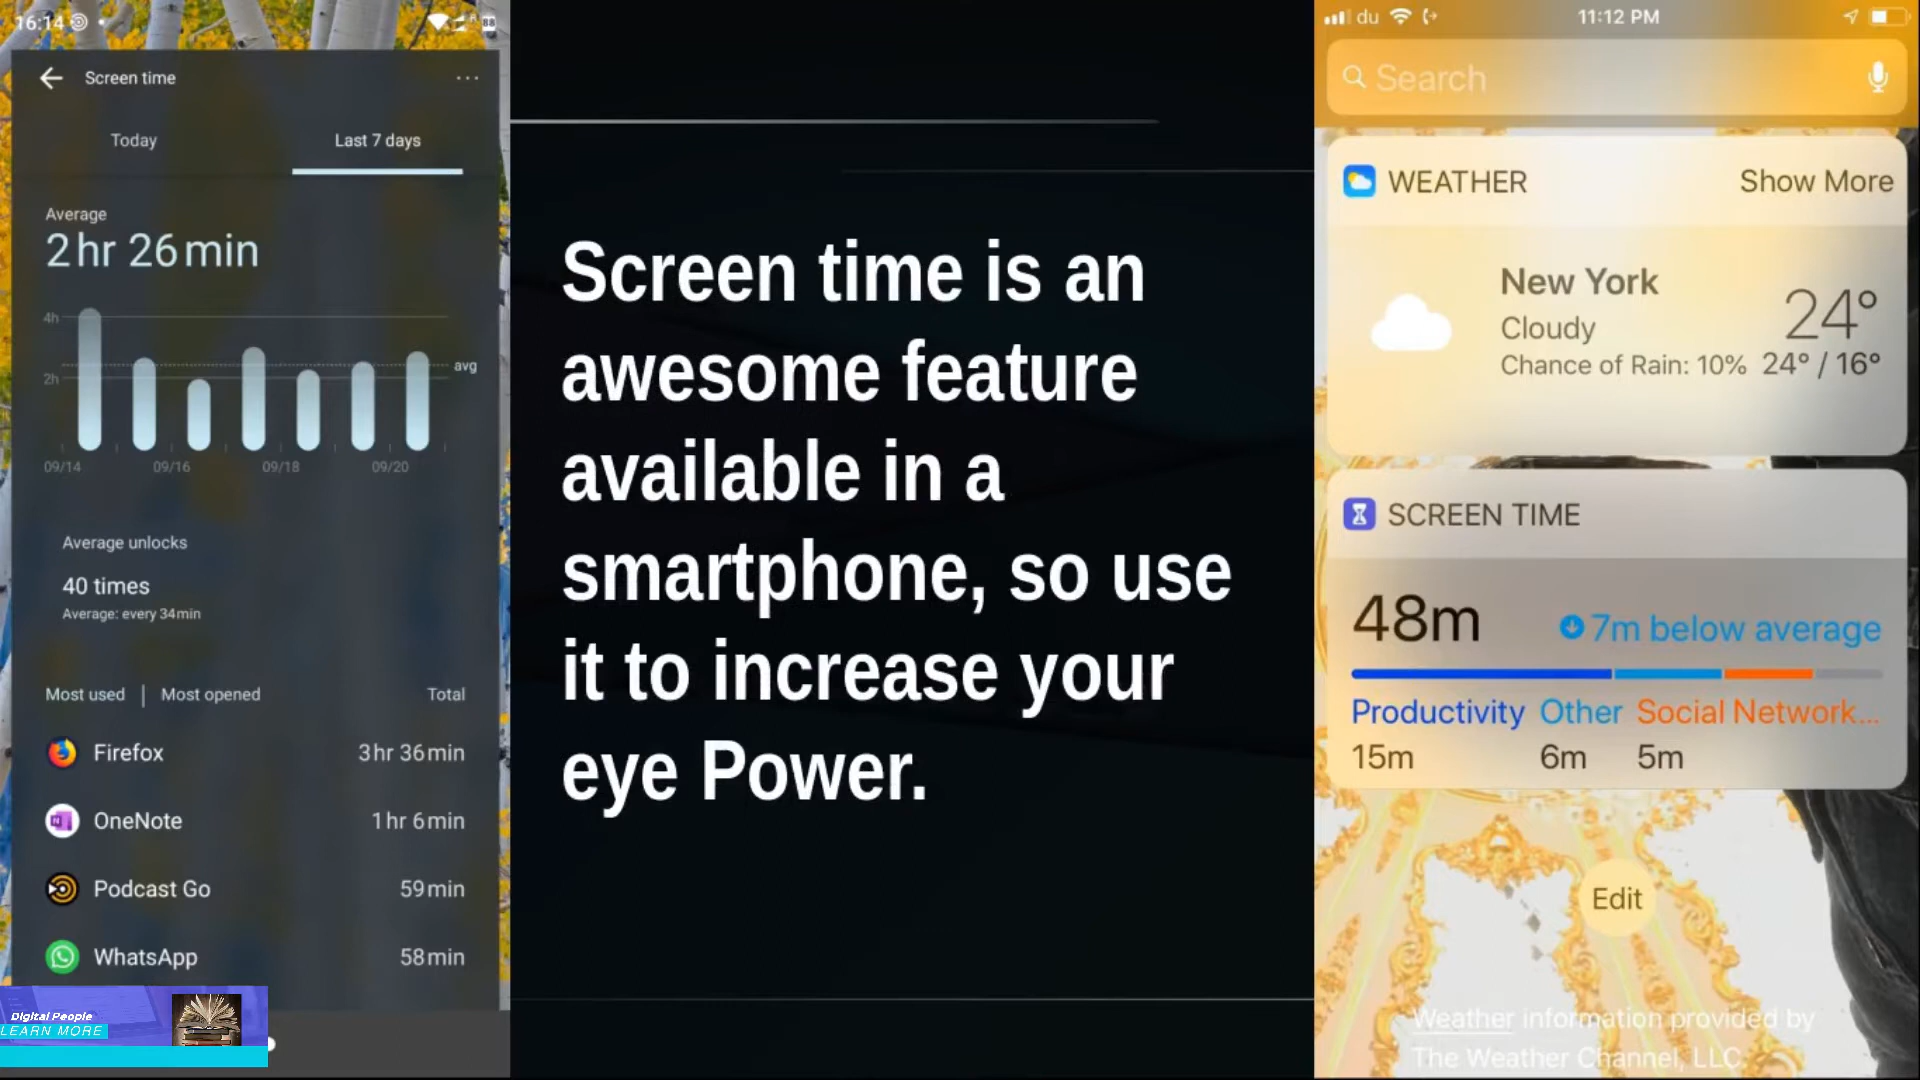 16:14
Screen time
Today
Last 7 days
Average
2 hr 26 min
4h
avg
2h
09/14 09/16 09/18 09/20
Average unlocks
40 times
Average: every 34min
Most used | Most opened Total
Firefox 3 hr 36 min
OneNote 1 hr 6 min
Podcast Go 59 min
WhatsApp 58 min
Digital People
LEARN MORE
Screen time is an
awesome feature
available in a
smartphone, so use
it to increase your
eye Power.
du 11:12 PM
Search
WEATHER Show More
New York
24°
Cloudy
Chance of Rain: 10% 24° / 16°
SCREEN TIME
48m 7m below average
Productivity Other Social Network...
15m 6m 5m
Edit
Weather information provided by
The Weather Channel, LLC.